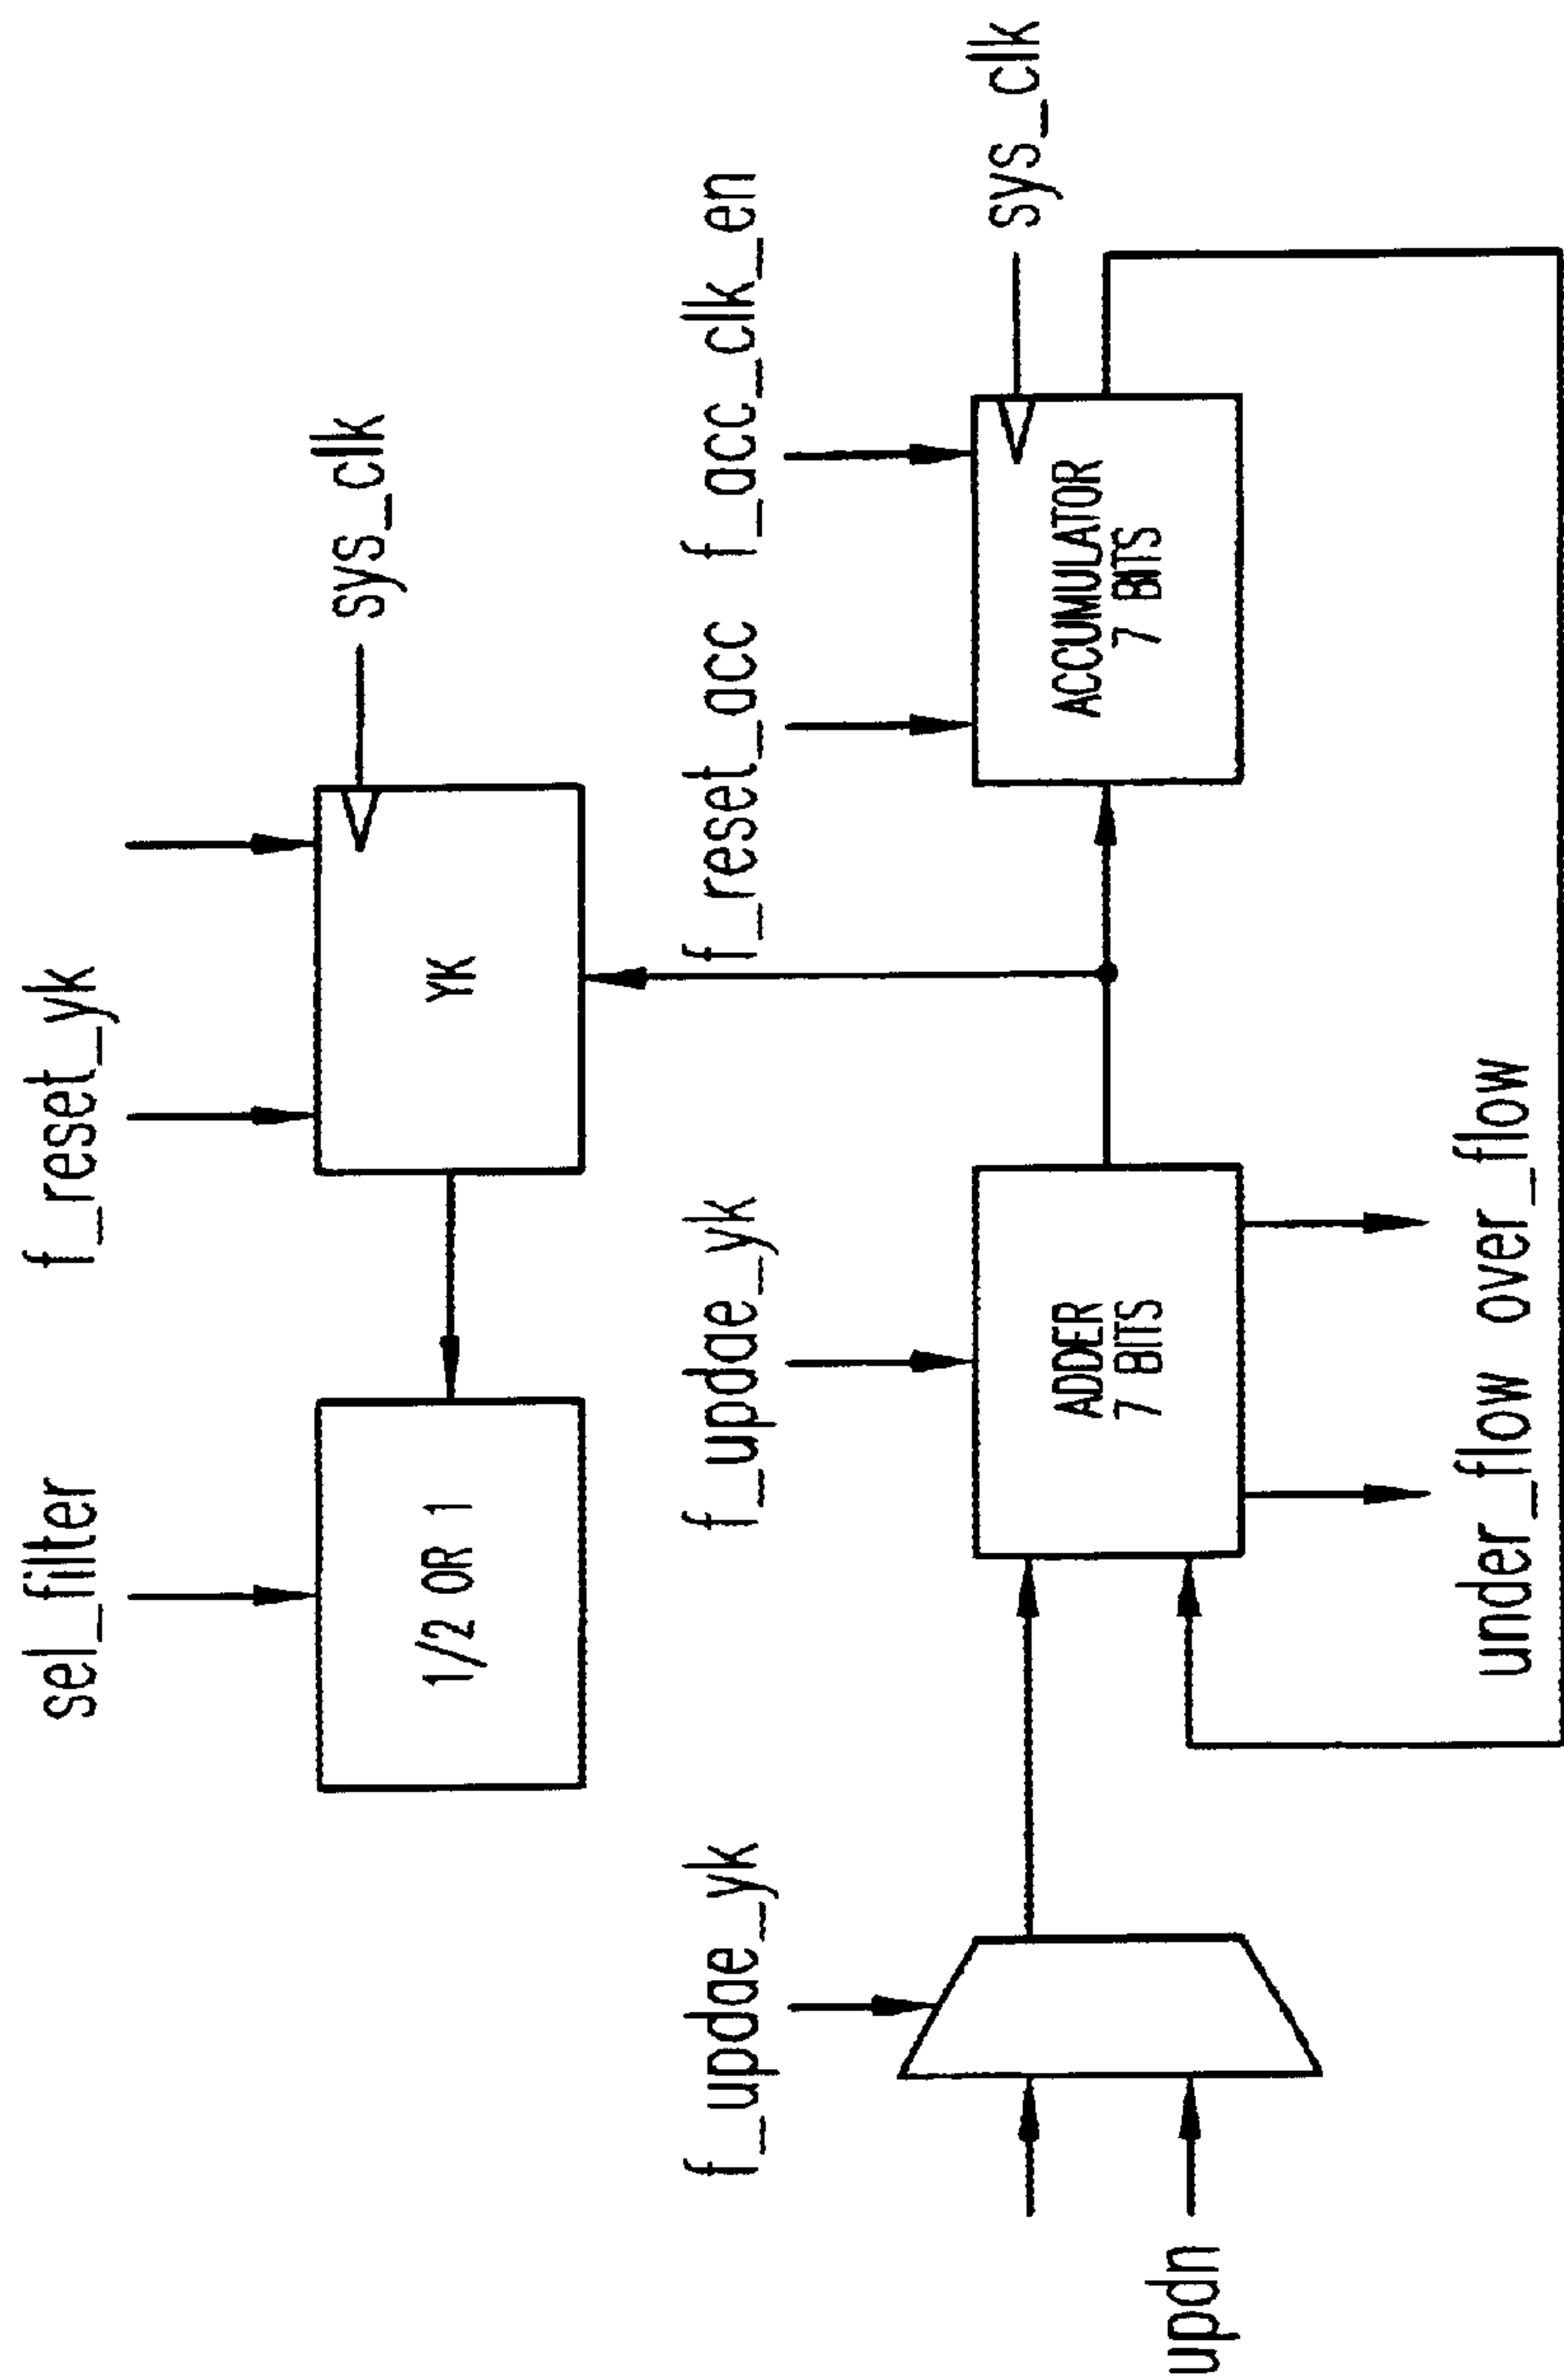 sel_filter
f_reset_yk
1/2 OR 1
YK
sys_clk
f_updae_yk
f_updae_yk
f_reset_acc
f_acc_clk_en
updn
ADDER
7 BITS
ACCUMULATOR
7 BITS
sys_clk
under_flow
over_flow